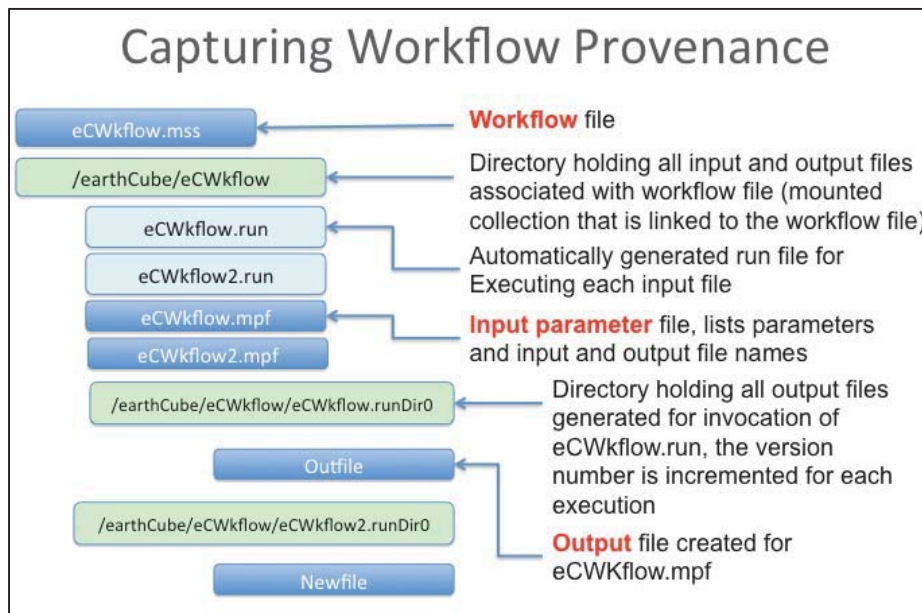 Capturing Workflow Provenance
eCWkflow.mss
Workflow file
/earthCube/eCWkflow
Directory holding all input and output files
associated with workflow file (mounted
collection that is linked to the workflow file)
eCWkflow.run
Automatically generated run file for
Executing each input file
eCWkflow2.run
eCWkflow.mpf
Input parameter file, lists parameters
and input and output file names
eCWkflow2.mpf
/earthCube/eCWkflow/eCWkflow.runDir0
Directory holding all output files
generated for invocation of
eCWkflow.run, the version
number is incremented for each
execution
Outfile
/earthCube/eCWkflow/eCWkflow2.runDir0
Output file created for
eCWKflow.mpf
Newfile